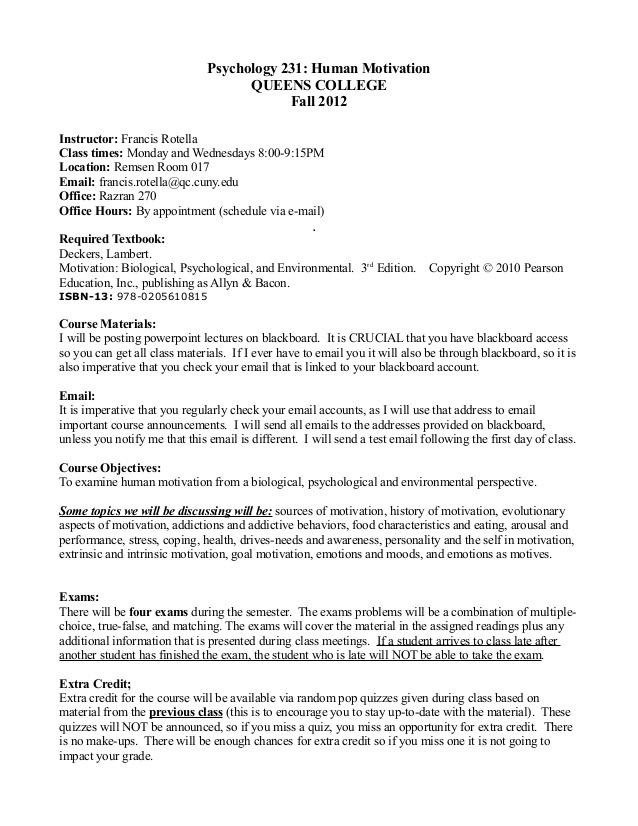 Psychology 231: Human Motivation
QUEENS COLLEGE
Fall 2012
Instructor: Francis Rotella
Class times: Monday and Wednesdays 8:00-9:15PM
Location: Remsen Room 017
Email: francis.rotella@qc.cuny.edu
Office: Razran 270
Office Hours: By appointment (schedule via e-mail)
.
Required Textbook:
Deckers, Lambert.
Motivation: Biological, Psychological, and Environmental. 3rd Edition. Copyright © 2010 Pearson
Education, Inc., publishing as Allyn & Bacon.
ISBN-13: 978-0205610815
Course Materials:
I will be posting powerpoint lectures on blackboard. It is CRUCIAL that you have blackboard access
so you can get all class materials. If I ever have to email you it will also be through blackboard, so it is
also imperative that you check your email that is linked to your blackboard account.
Email:
It is imperative that you regularly check your email accounts, as I will use that address to email
important course announcements. I will send all emails to the addresses provided on blackboard,
unless you notify me that this email is different. I will send a test email following the first day of class.
Course Objectives:
To examine human motivation from a biological, psychological and environmental perspective.
Some topics we will be discussing will be: sources of motivation, history of motivation, evolutionary
aspects of motivation, addictions and addictive behaviors, food characteristics and eating, arousal and
performance, stress, coping, health, drives-needs and awareness, personality and the self in motivation,
extrinsic and intrinsic motivation, goal motivation, emotions and moods, and emotions as motives.
Exams:
There will be four exams during the semester. The exams problems will be a combination of multiple-
choice, true-false, and matching. The exams will cover the material in the assigned readings plus any
additional information that is presented during class meetings. If a student arrives to class late after
another student has finished the exam, the student who is late will NOT be able to take the exam.
Extra Credit;
Extra credit for the course will be available via random pop quizzes given during class based on
material from the previous class (this is to encourage you to stay up-to-date with the material). These
quizzes will NOT be announced, so if you miss a quiz, you miss an opportunity for extra credit. There
is no make-ups. There will be enough chances for extra credit so if you miss one it is not going to
impact your grade.